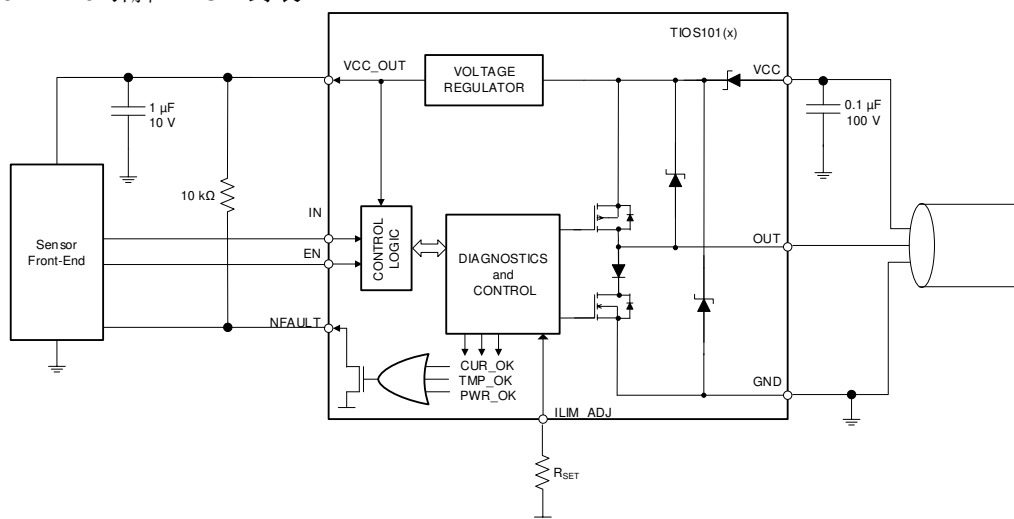 TIOS101(x)
VCC_OUT
VOLTAGE
REGULATOR
VCC
1 µF
10 V
0.1 µF
100 V
10 kΩ
IN
Sensor
Front-End
EN
CONTROL
LOGIC
DIAGNOSTICS
and
CONTROL
OUT
NFAULT
CUR_OK
TMP_OK
PWR_OK
GND
ILIM_ADJ
RSET